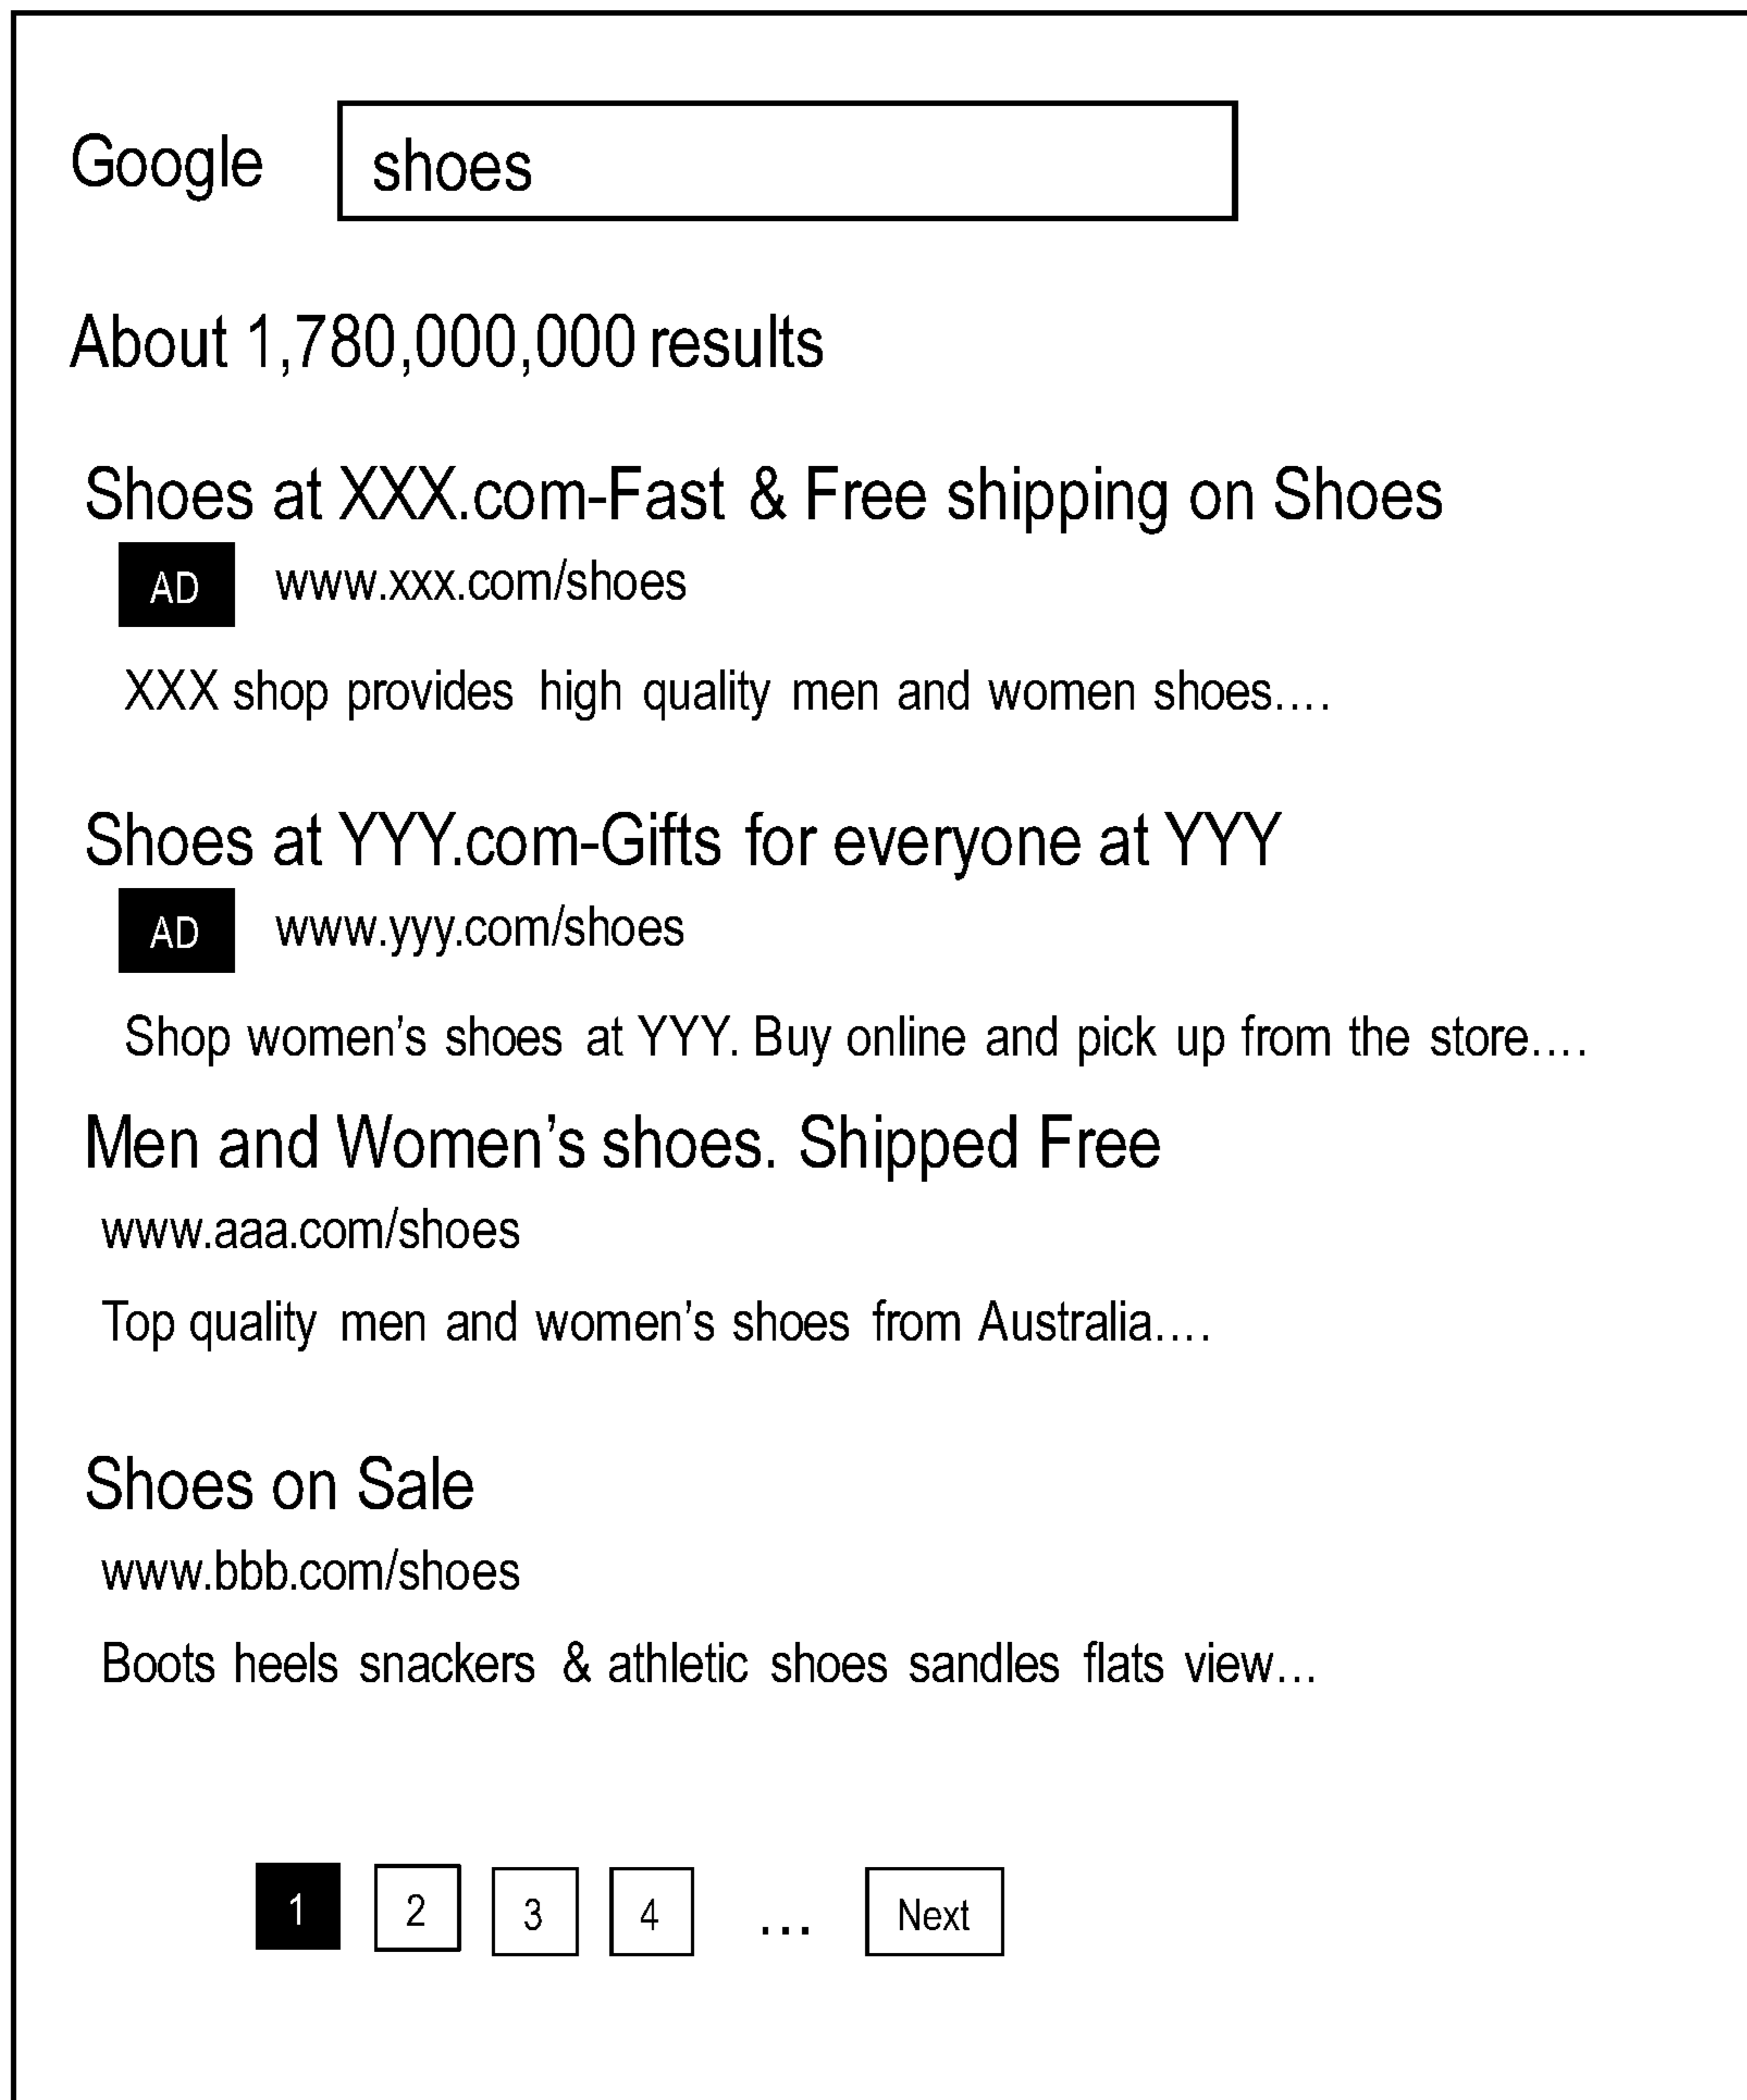 Google shoes
About 1,780,000,000 results
Shoes at XXX.com-Fast & Free shipping on Shoes
AD www.xxx.com/shoes
XXX shop provides high quality men and women shoes....
Shoes at YYY.com-Gifts for everyone at YYY
AD www.yyy.com/shoes
Shop women’s shoes at YYY. Buy online and pick up from the store....
Men and Women’s shoes. Shipped Free
www.aaa.com/shoes
Top quality men and women’s shoes from Australia....
Shoes on Sale
www.bbb.com/shoes
Boots heels snackers & athletic shoes sandles flats view...
1 2 3 4 ... Next